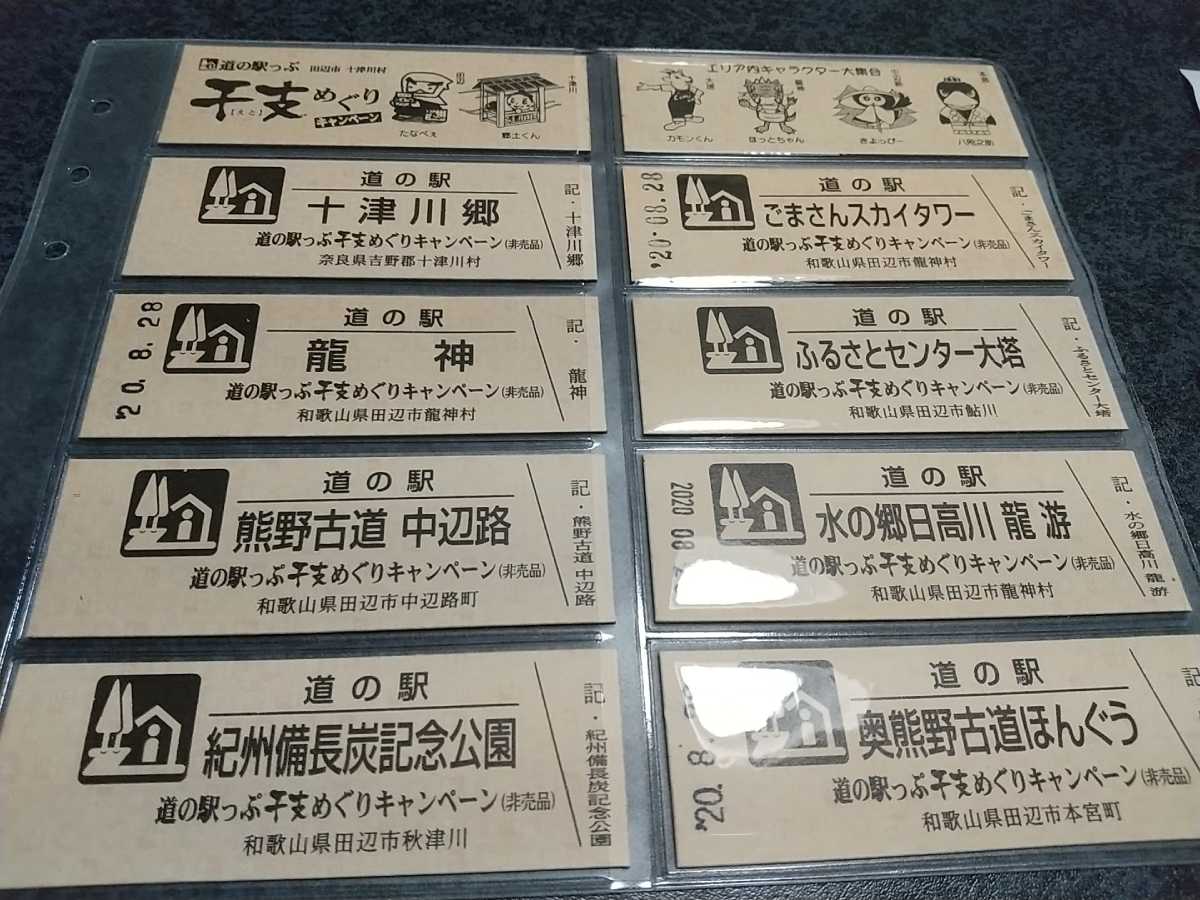 道の駅っぷ 田辺市 十津川村
干支めぐり
【えと】
キャンペーン
たなべぇ
郷士くん
十津川
エリア内キャラクター大集合
大塔
龍神
本宮
カモンくん
ほっとちゃん
きよっぴー
八咫之助
道の駅
十津川郷
道の駅っぷ干支めぐりキャンペーン(非売品)
奈良県吉野郡十津川村
記・十津川郷
'20.08.28
道の駅
ごまさんスカイタワー
道の駅っぷ干支めぐりキャンペーン(非売品)
和歌山県田辺市龍神村
記・ごまさんスカイタワー
'20.8.28
道の駅
龍神
道の駅っぷ干支めぐりキャンペーン(非売品)
和歌山県田辺市龍神村
記・龍神
道の駅
ふるさとセンター大塔
道の駅っぷ干支めぐりキャンペーン(非売品)
和歌山県田辺市鮎川
記・ふるさとセンター大塔
道の駅
熊野古道 中辺路
道の駅っぷ干支めぐりキャンペーン(非売品)
和歌山県田辺市中辺路町
記・熊野古道 中辺路
2020 08
道の駅
水の郷日高川 龍游
道の駅っぷ干支めぐりキャンペーン(非売品)
和歌山県田辺市龍神村
記・水の郷日高川 龍游
道の駅
紀州備長炭記念公園
道の駅っぷ干支めぐりキャンペーン(非売品)
和歌山県田辺市秋津川
記・紀州備長炭記念公園
'20. 8.
道の駅
奥熊野古道ほんぐう
道の駅っぷ干支めぐりキャンペーン(非売品)
和歌山県田辺市本宮町
記